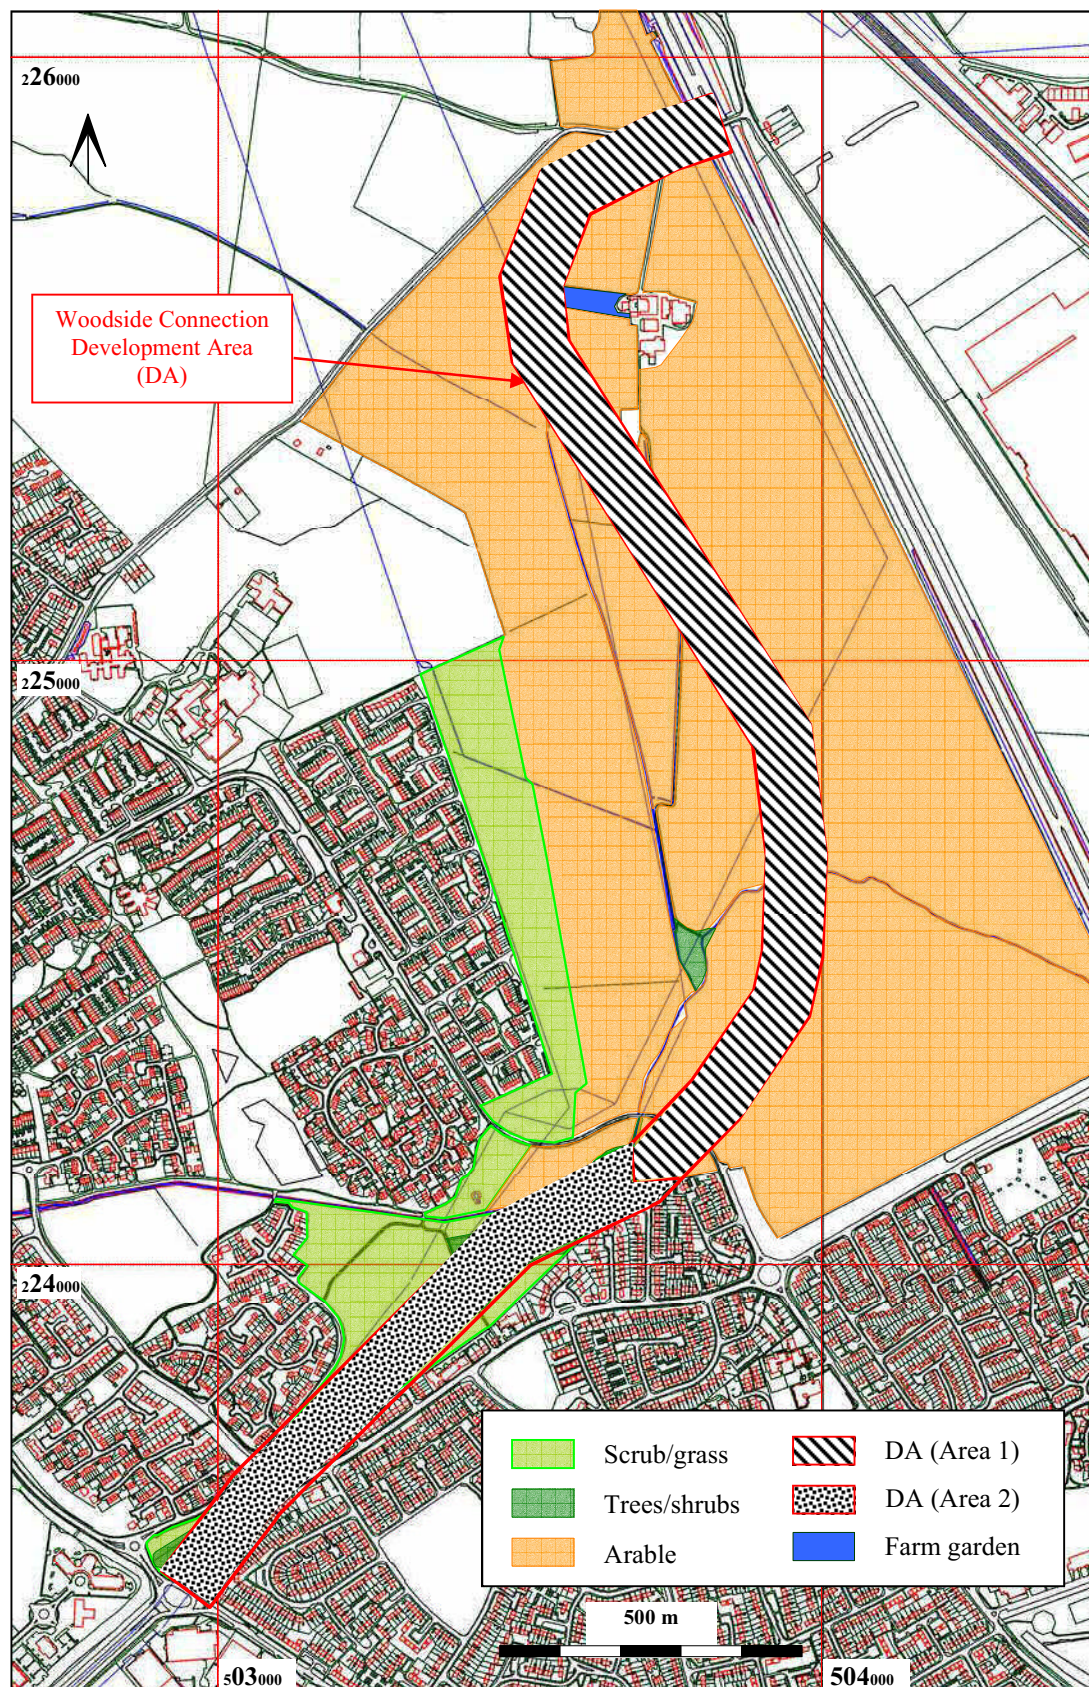 226000
Woodside Connection
Development Area
(DA)
225000
224000
Scrub/grass
Trees/shrubs
Arable
DA (Area 1)
DA (Area 2)
Farm garden
500 m
503000
504000